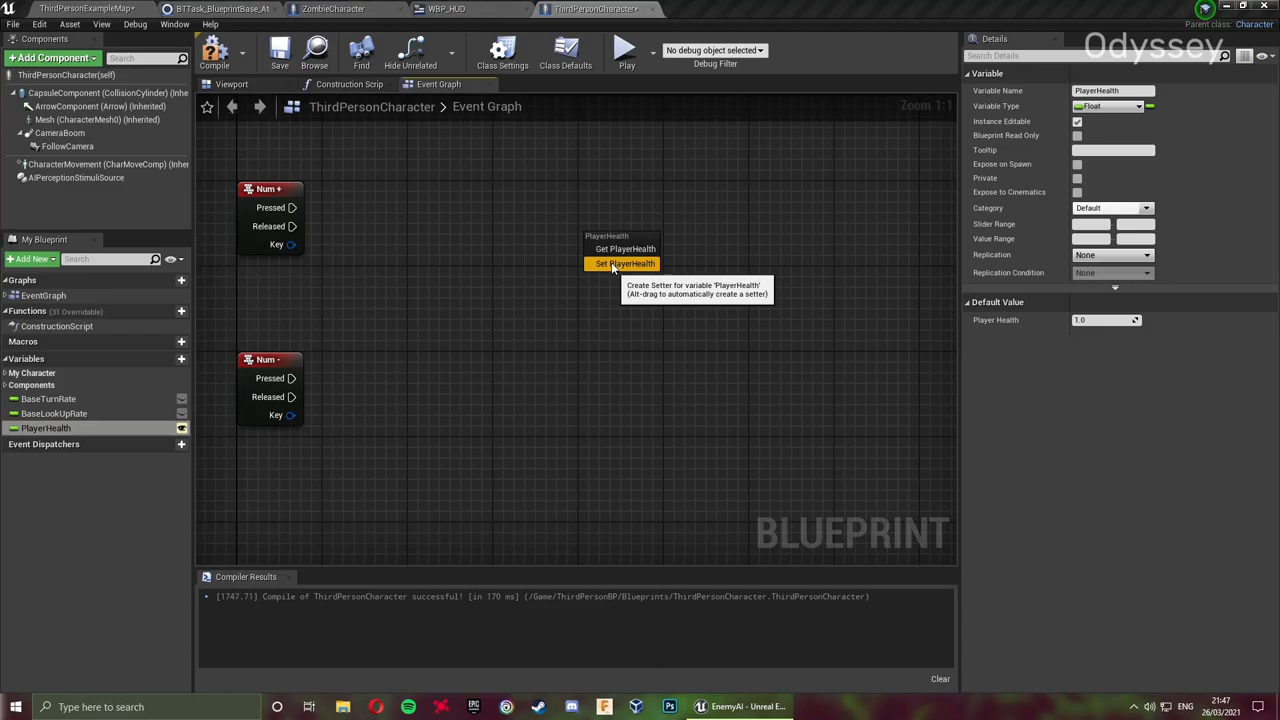 ThirdPersonExampleMap•
BTTask_BlueprintBase_At
ZombieCharacter
WBP_HUD
ThirdPersonCharacter•
File Edit Asset View Debug Window Help
Parent class: Character
Odyssey
Components
+ Add Component
Search
ThirdPersonCharacter(self)
CapsuleComponent (CollisionCylinder) (Inhe
ArrowComponent (Arrow) (Inherited)
Mesh (CharacterMesh0) (Inherited)
CameraBoom
FollowCamera
CharacterMovement (CharMoveComp) (Inher
AIPerceptionStimuliSource
My Blueprint
+ Add New
Search
Graphs
EventGraph
Functions (31 Overridable)
ConstructionScript
Macros
Variables
My Character
Components
BaseTurnRate
BaseLookUpRate
PlayerHealth
Event Dispatchers
Compile
Save
Browse
Find
Hide Unrelated
Class Settings
Class Defaults
Play
No debug object selected
Debug Filter
Viewport
Construction Scrip
Event Graph
ThirdPersonCharacter > Event Graph
Zoom 1:1
Num +
Pressed
Released
Key
PlayerHealth
Get PlayerHealth
Set PlayerHealth
Create Setter for variable 'PlayerHealth'
(Alt-drag to automatically create a setter)
Num -
Pressed
Released
Key
BLUEPRINT
Compiler Results
[1747.71] Compile of ThirdPersonCharacter successful! [in 170 ms] (/Game/ThirdPersonBP/Blueprints/ThirdPersonCharacter.ThirdPersonCharacter)
Clear
Details
Search Details
Variable
Variable Name PlayerHealth
Variable Type Float
Instance Editable
Blueprint Read Only
Tooltip
Expose on Spawn
Private
Expose to Cinematics
Category Default
Slider Range
Value Range
Replication None
Replication Condition None
Default Value
Player Health 1.0
Type here to search
EnemyAI - Unreal E...
ENG
21:47
26/03/2021